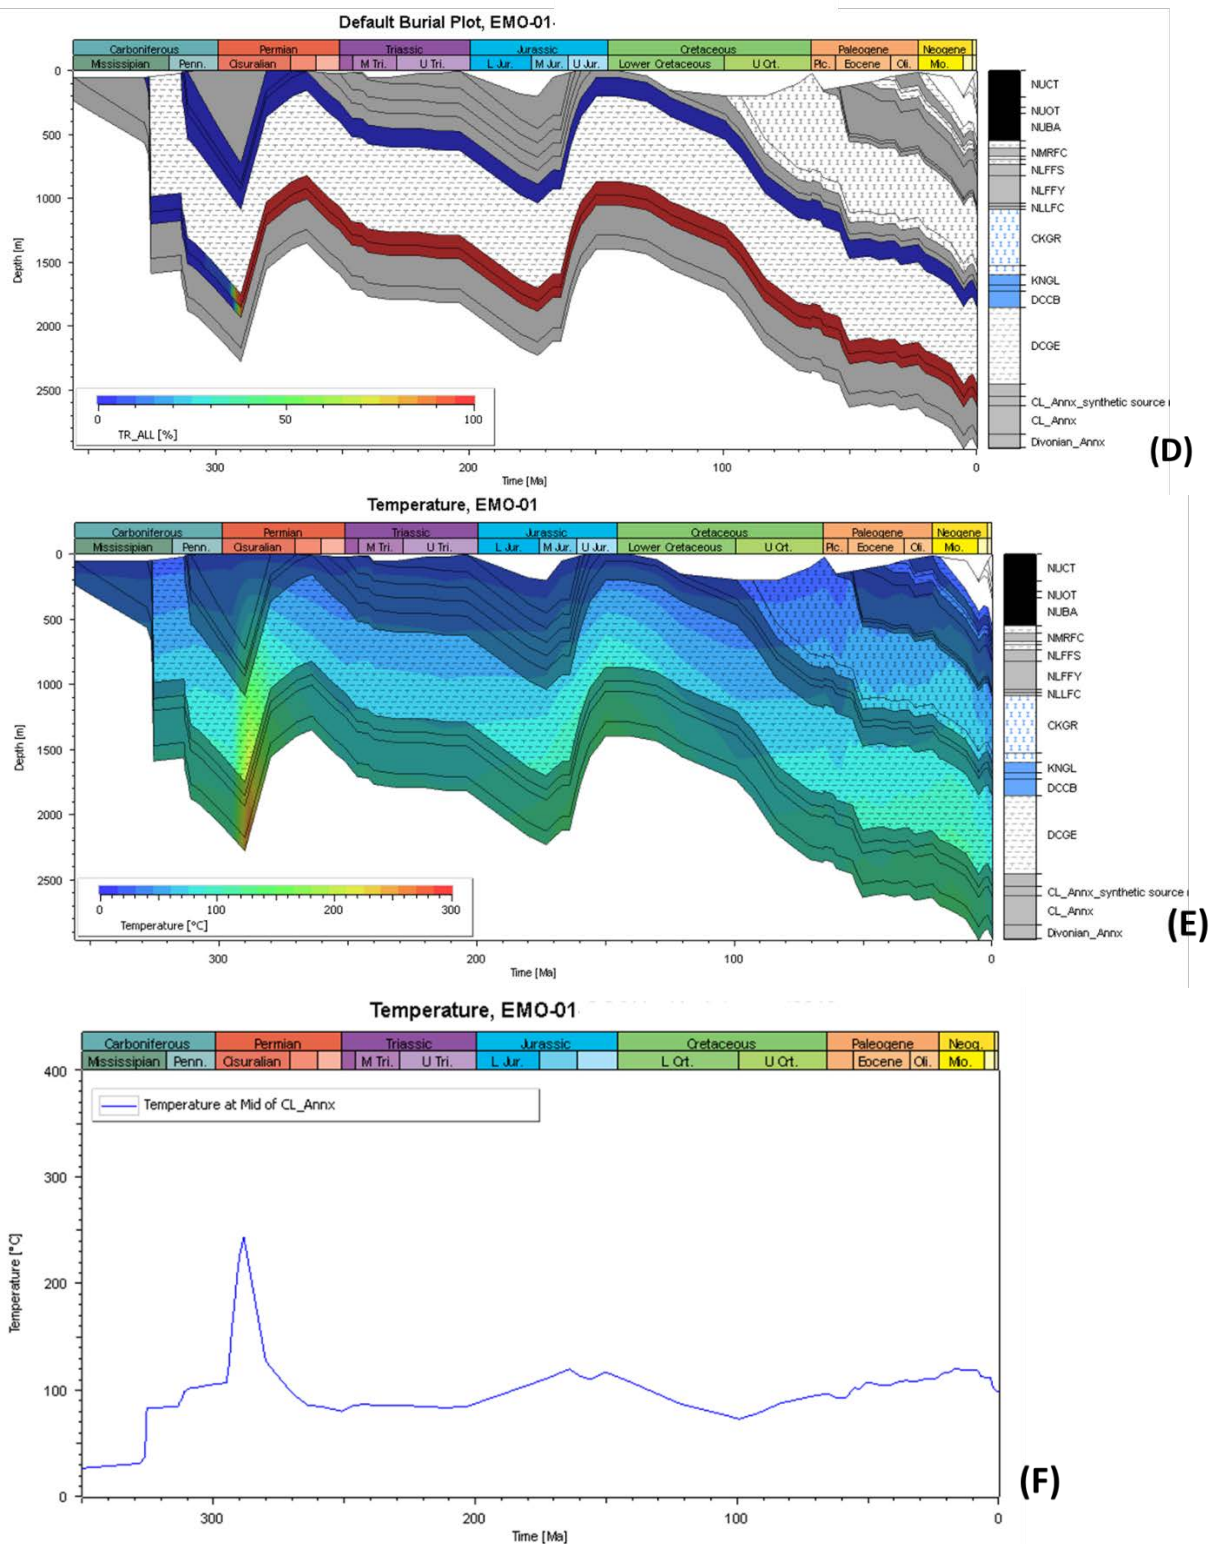 Default Burial Plot, EMO-01
Carboniferous Permian Triassic Jurassic Cretaceous Paleogene Neogene
Mississipian Penn. Cisuralian M Tri. U Tri. L Jur. M Jur. U Jur. Lower Cretaceous U Crt. Plc. Eocene Oli. Mio.
0
500
1000
1500
2000
2500
Depth [m]
NUCT
NUOT
NUBA
NMRFC
NLFFS
NLFFY
NLLFC
CKGR
KNGL
DCCB
DCGE
CL_Annx_synthetic source
CL_Annx
Divonian_Annx
0 50 100
TR_ALL [%]
300 200 100 0
Time [Ma]
(D)
Temperature, EMO-01
Carboniferous Permian Triassic Jurassic Cretaceous Paleogene Neogene
Mississipian Penn. Cisuralian M Tri. U Tri. L Jur. M Jur. U Jur. Lower Cretaceous U Crt. Plc. Eocene Oli. Mio.
0
500
1000
1500
2000
2500
Depth [m]
NUCT
NUOT
NUBA
NMRFC
NLFFS
NLFFY
NLLFC
CKGR
KNGL
DCCB
DCGE
CL_Annx_synthetic source
CL_Annx
Divonian_Annx
0 100 200 300
Temperature [°C]
300 200 100 0
Time [Ma]
(E)
Temperature, EMO-01
Carboniferous Permian Triassic Jurassic Cretaceous Paleogene Neog.
Mississipian Penn. Cisuralian M Tri. U Tri. L Jur. L Crt. U Crt. Eocene Oli. Mio.
400
300
200
100
0
Temperature [°C]
Temperature at Mid of CL_Annx
300 200 100 0
Time [Ma]
(F)